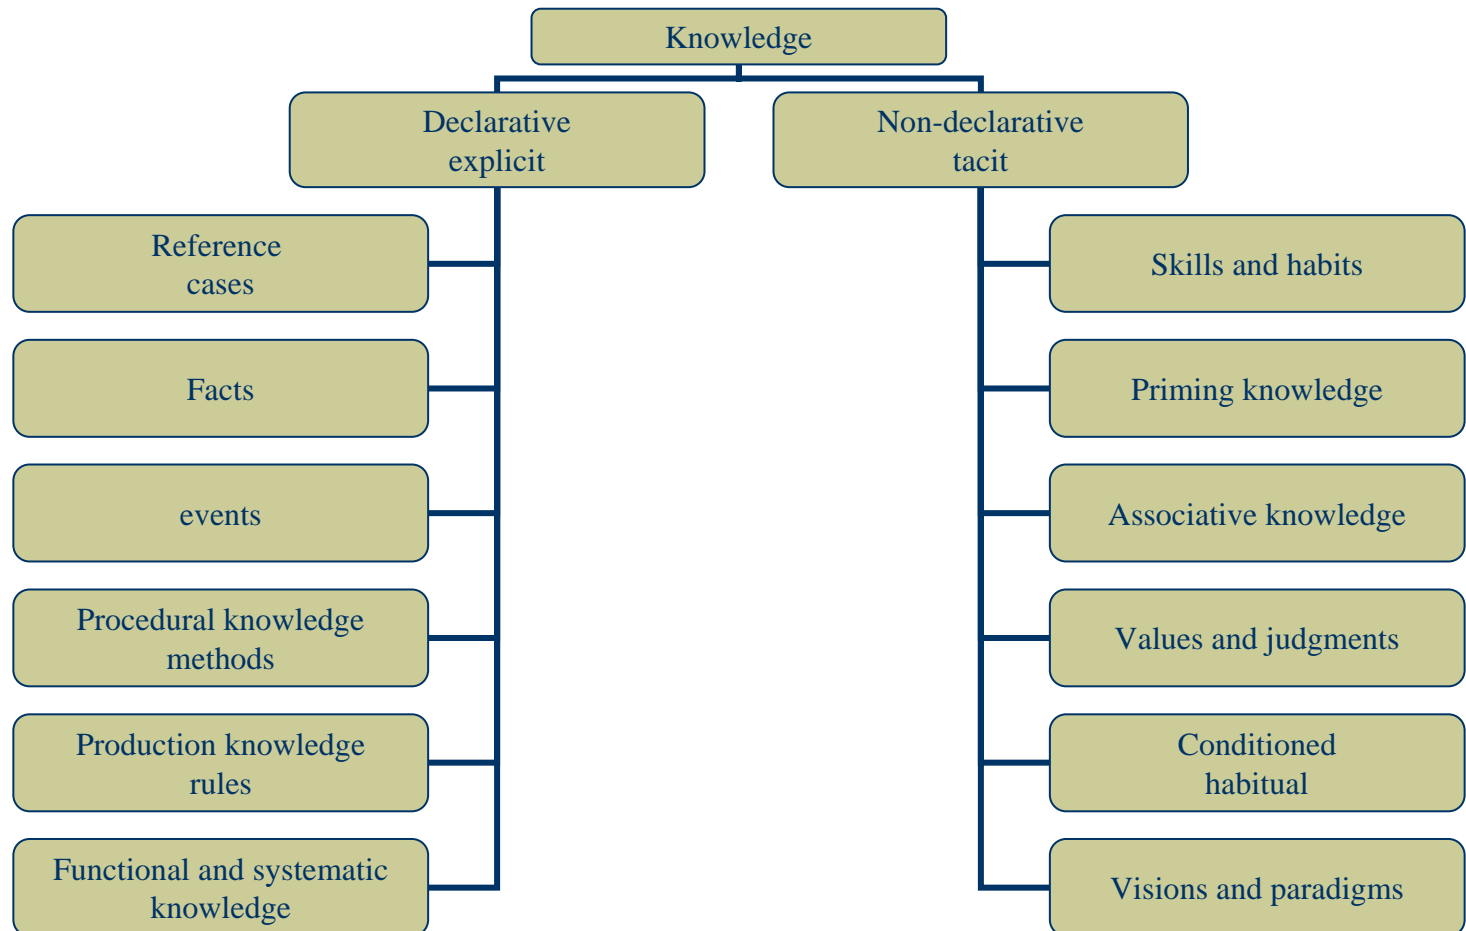 Knowledge
Declarative
explicit
Non-declarative
tacit
Reference
cases
Skills and habits
Facts
Priming knowledge
events
Associative knowledge
Procedural knowledge
methods
Values and judgments
Production knowledge
rules
Conditioned
habitual
Functional and systematic
knowledge
Visions and paradigms